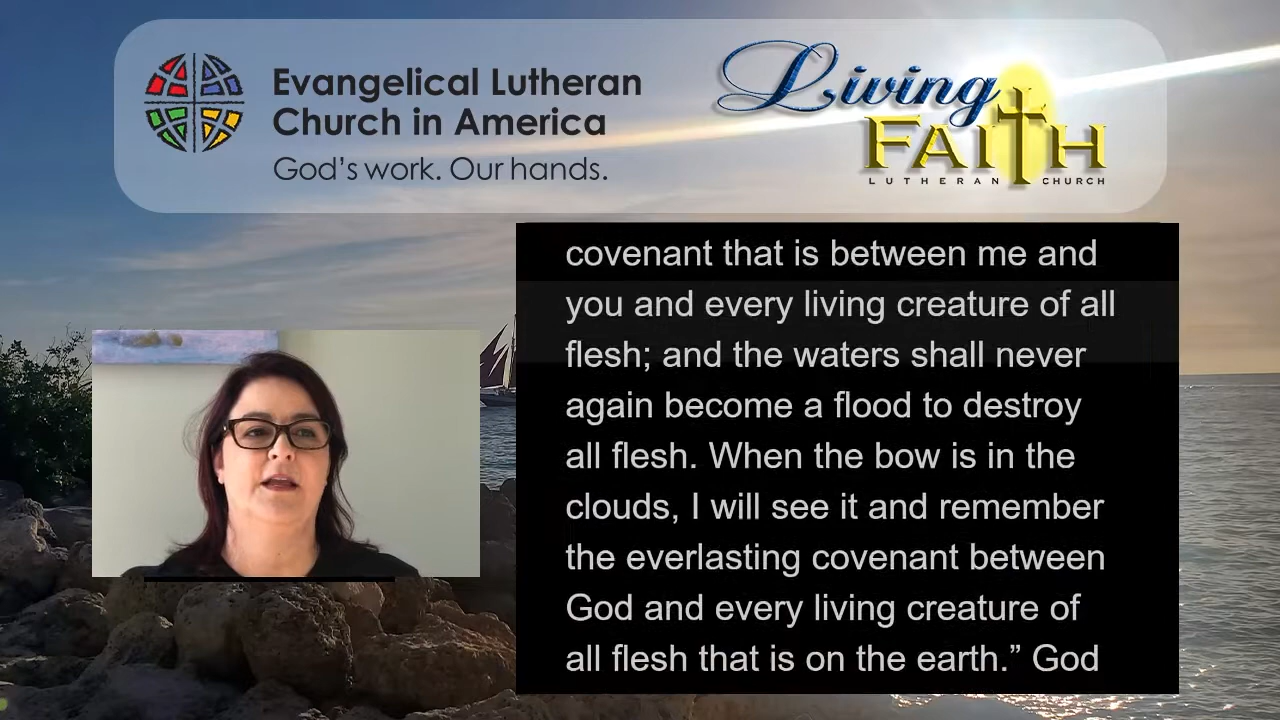 Evangelical Lutheran
Church in America
God's work. Our hands.
Living
FAITH
LUTHERAN CHURCH
covenant that is between me and
you and every living creature of all
flesh; and the waters shall never
again become a flood to destroy
all flesh. When the bow is in the
clouds, I will see it and remember
the everlasting covenant between
God and every living creature of
all flesh that is on the earth.” God